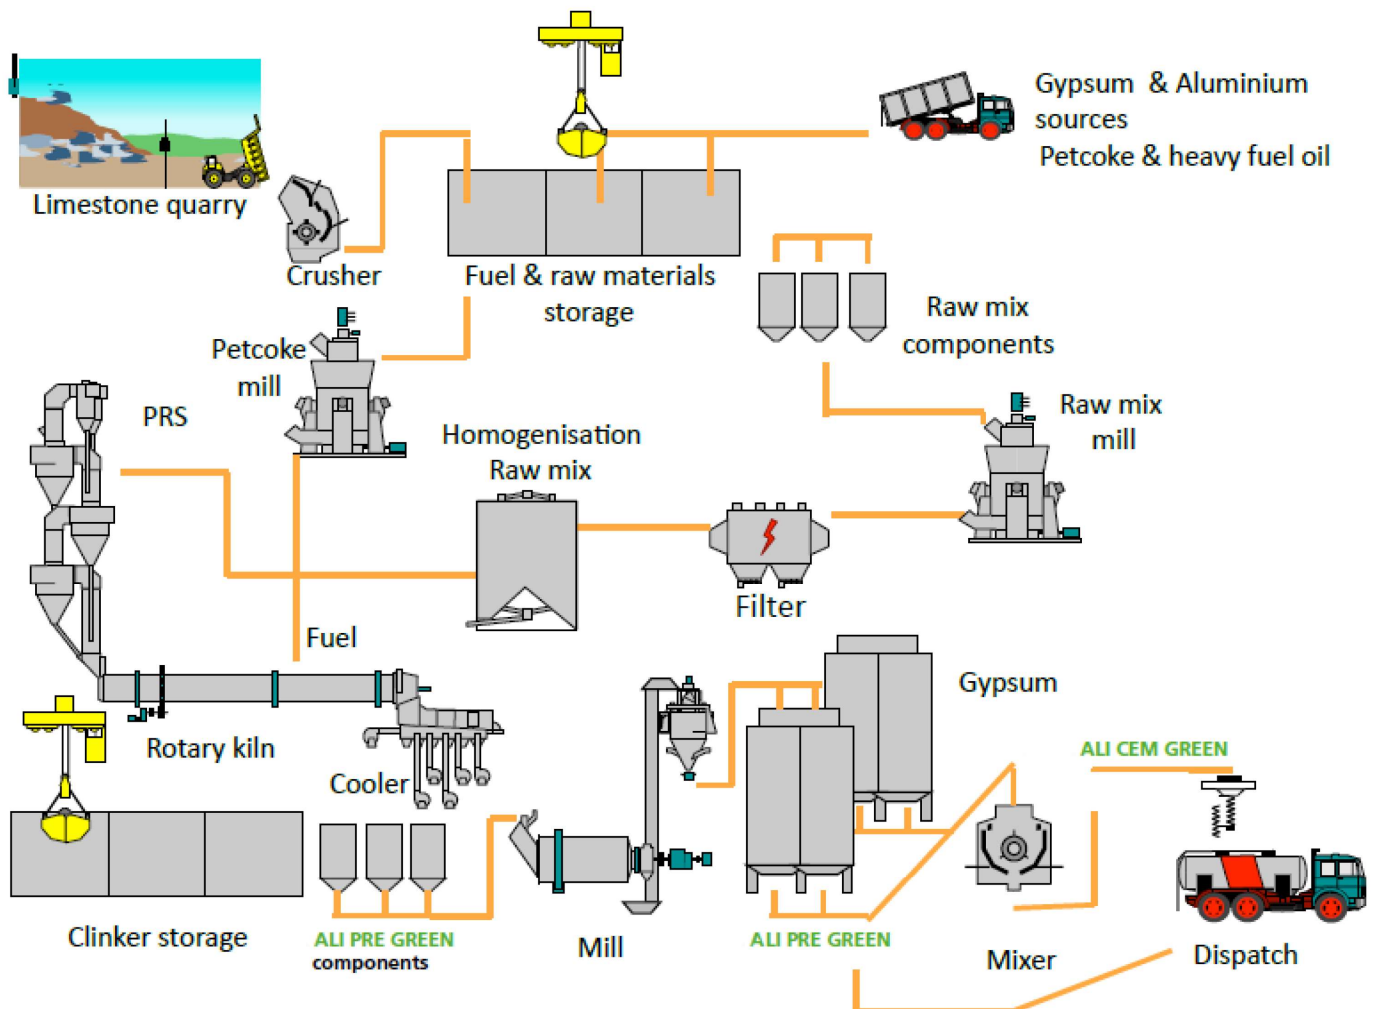 Gypsum & Aluminium
sources
Petcoke & heavy fuel oil
Limestone quarry
Crusher
Fuel & raw materials
storage
Raw mix
components
Petcoke
mill
PRS
Homogenisation
Raw mix
Raw mix
mill
Filter
Fuel
Rotary kiln
Cooler
Gypsum
ALI CEM GREEN
Clinker storage
ALI PRE GREEN
components
Mill
ALI PRE GREEN
Mixer
Dispatch